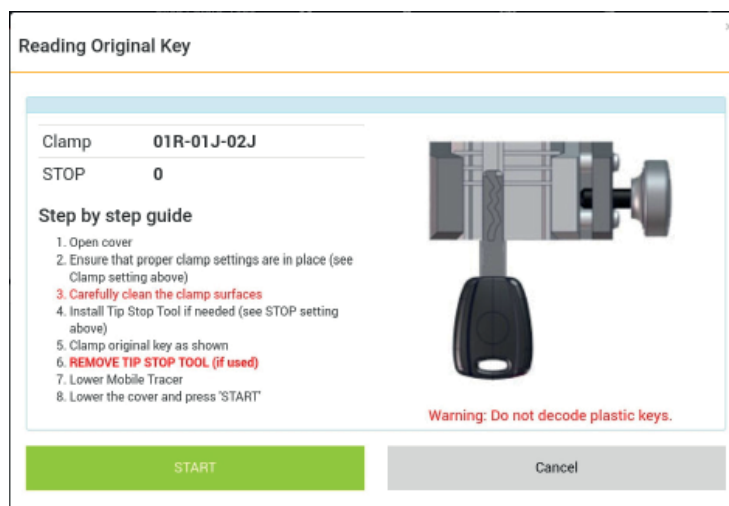 Reading Original Key
Clamp 01R-01J-02J
STOP 0
Step by step guide
1. Open cover
2. Ensure that proper clamp settings are in place (see
Clamp setting above)
3. Carefully clean the clamp surfaces
4. Install Tip Stop Tool if needed (see STOP setting
above)
5. Clamp original key as shown
6. REMOVE TIP STOP TOOL (if used)
7. Lower Mobile Tracer
8. Lower the cover and press 'START'
Warning: Do not decode plastic keys.
START
Cancel